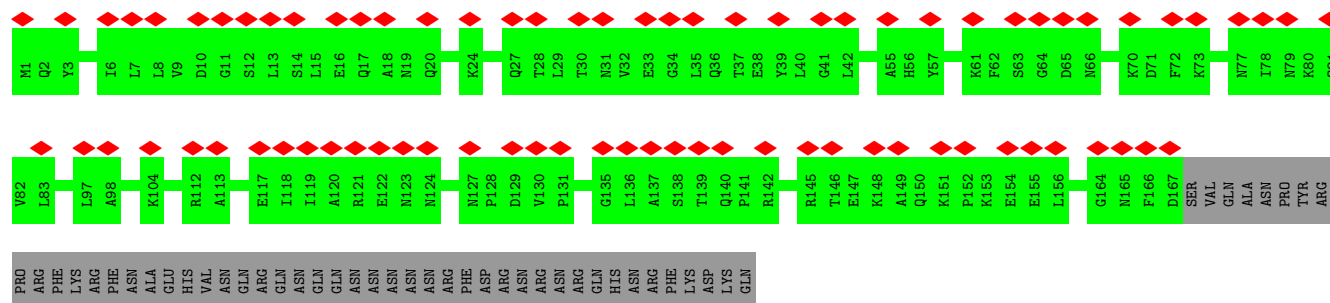 M1 Q2 Y3 I6 L7 L8 V9 D10 G11 S12 L13 S14 L15 E16 Q17 A18 N19 Q20 K24 Q27 T28 L29 T30 N31 V32 E33 G34 L35 Q36 T37 E38 Y39 L40 G41 L42 A55 H56 Y57 K61 F62 S63 G64 D65 N66 K70 D71 F72 K73 N77 I78 N79 K80
V82 L83 L97 A98 K104 R112 A113 E117 I118 I119 A120 R121 E122 N123 N124 N127 P128 D129 V130 P131 G135 L136 A137 S138 T139 Q140 P141 R142 R145 T146 E147 K148 A149 Q150 K151 P152 K153 E154 E155 L156 G164 N165 F166 D167 SER VAL GLN ALA ASN PRO TYR ARG
PRO ARG PHE LYS ARG PHE ASN ALA GLU HIS VAL ASN GLN ARG GLN ASN GLN GLN ASN ASN ASN ASN ASN ARG PHE ASP ARG ASN ARG ASN ARG GLN HIS ASN ARG PHE LYS ASP LYS GLN